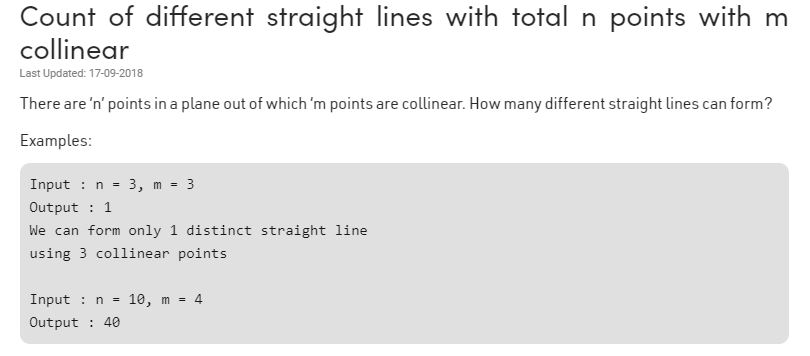 Count of different straight lines with total n points with m
collinear
Last Updated: 17-09-2018
There are ‘n’ points in a plane out of which ‘m points are collinear. How many different straight lines can form?
Examples:
Input : n = 3, m = 3
Output : 1
We can form only 1 distinct straight line
using 3 collinear points
Input : n = 10, m = 4
Output : 40